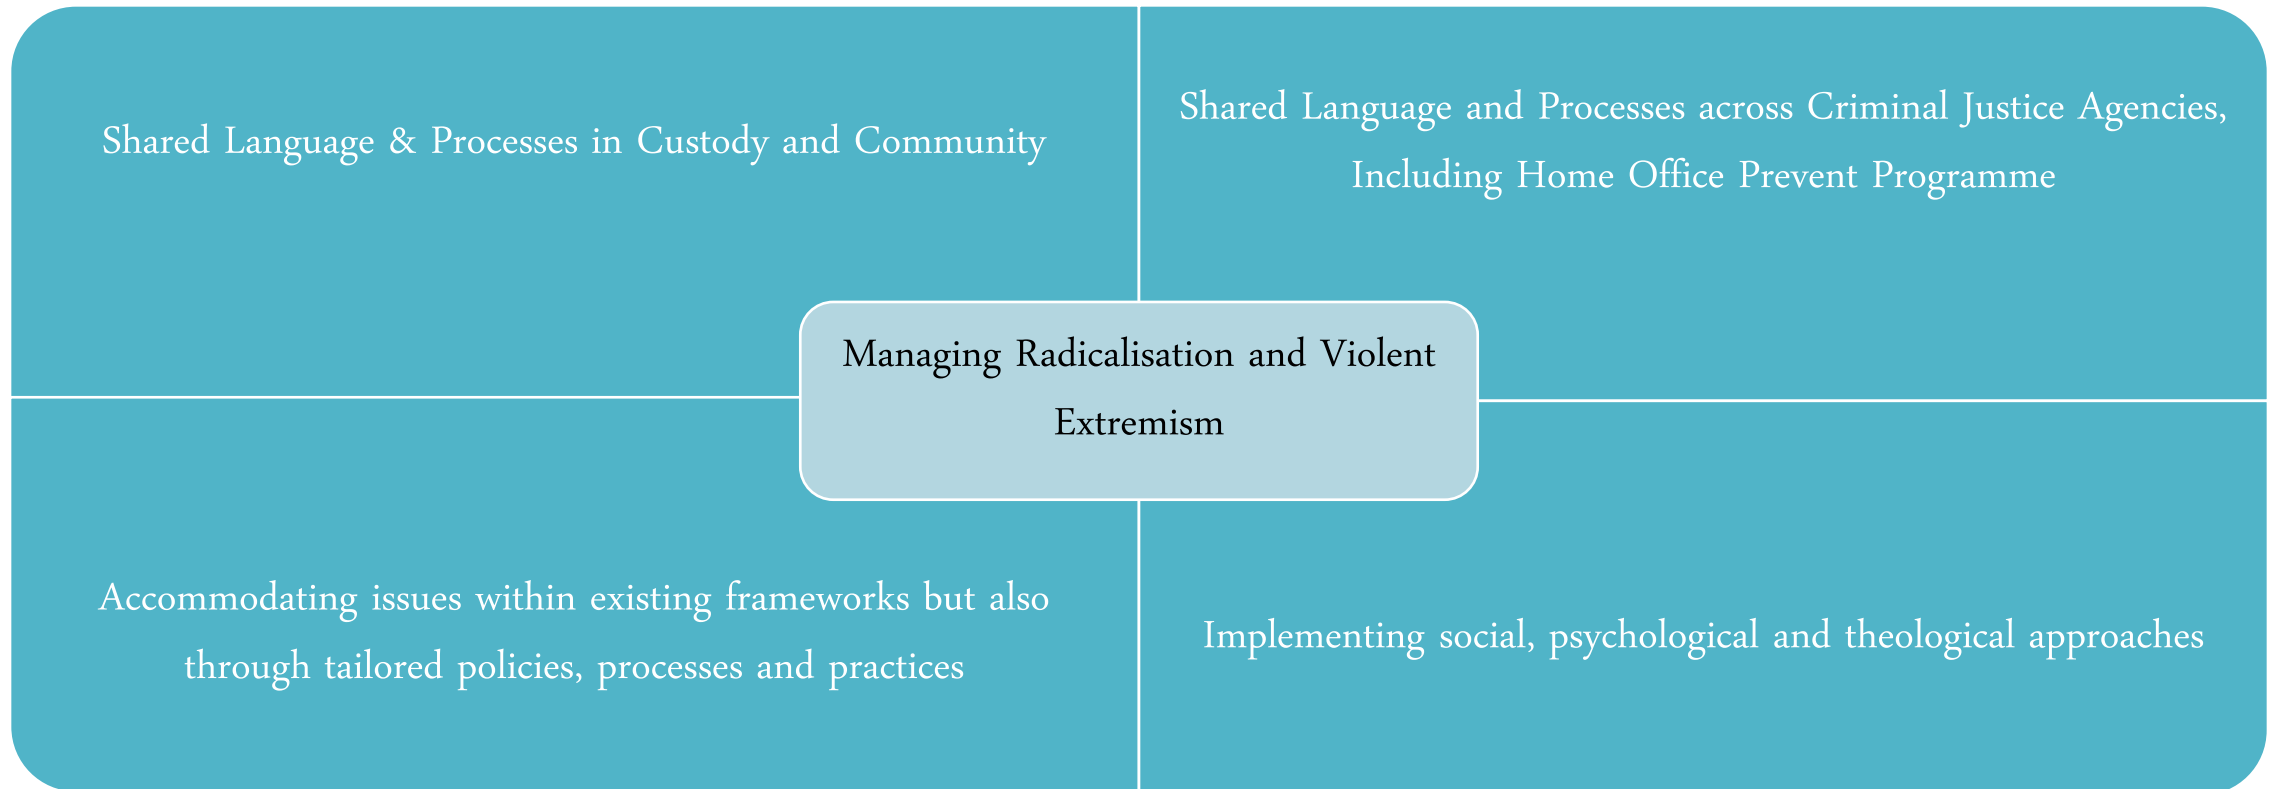 Shared Language & Processes in Custody and Community
Shared Language and Processes across Criminal Justice Agencies,
Including Home Office Prevent Programme
Managing Radicalisation and Violent
Extremism
Accommodating issues within existing frameworks but also
through tailored policies, processes and practices
Implementing social, psychological and theological approaches